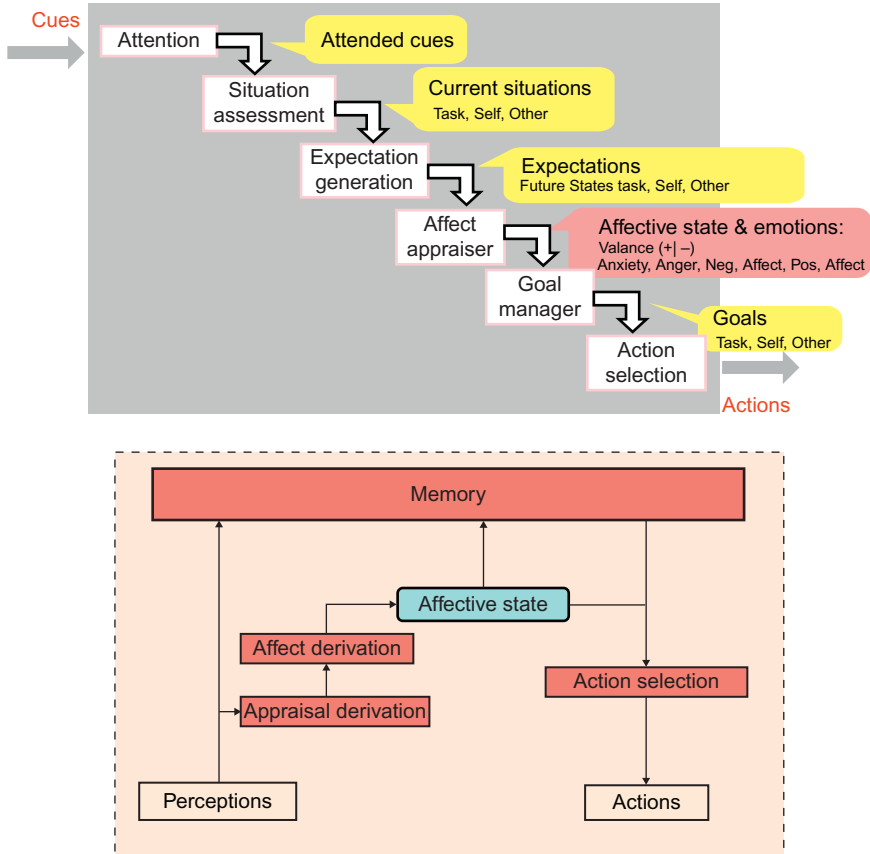 Cues
Attention
Attended cues
Situation
assessment
Current situations
Task, Self, Other
Expectation
generation
Expectations
Future States task, Self, Other
Affect
appraiser
Affective state & emotions:
Valance (+| –)
Anxiety, Anger, Neg, Affect, Pos, Affect
Goal
manager
Goals
Task, Self, Other
Action
selection
Actions
Memory
Affective state
Affect derivation
Action selection
Appraisal derivation
Perceptions
Actions